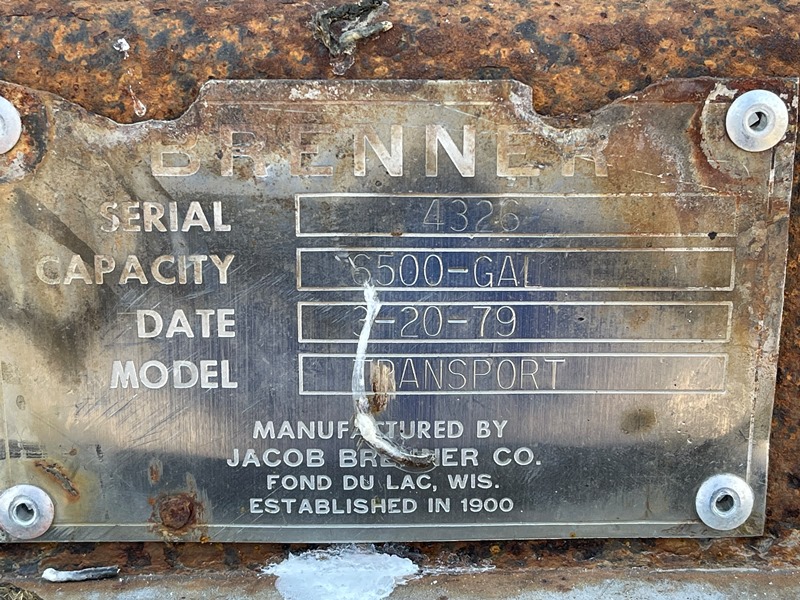 BRENNER
SERIAL 4326
CAPACITY 6500-GAL
DATE 3-20-79
MODEL TRANSPORT
MANUFACTURED BY
JACOB BRENNER CO.
FOND DU LAC, WIS.
ESTABLISHED IN 1900